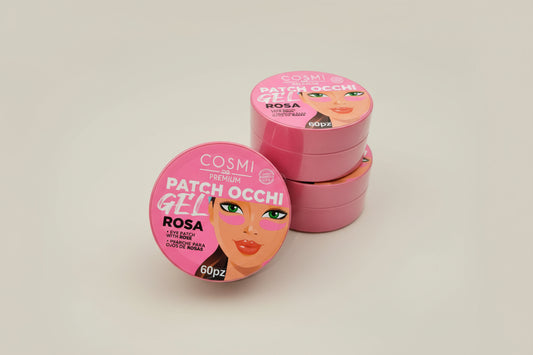 COSMI
PREMIUM
PATCH OCCHI
GEL
ROSA
+ EYE PATCH
WITH ROSE
+ PARCHE PARA
OJOS DE ROSAS
60pz
COSMI
PATCH OCCHI
GEL
ROSA
60pz